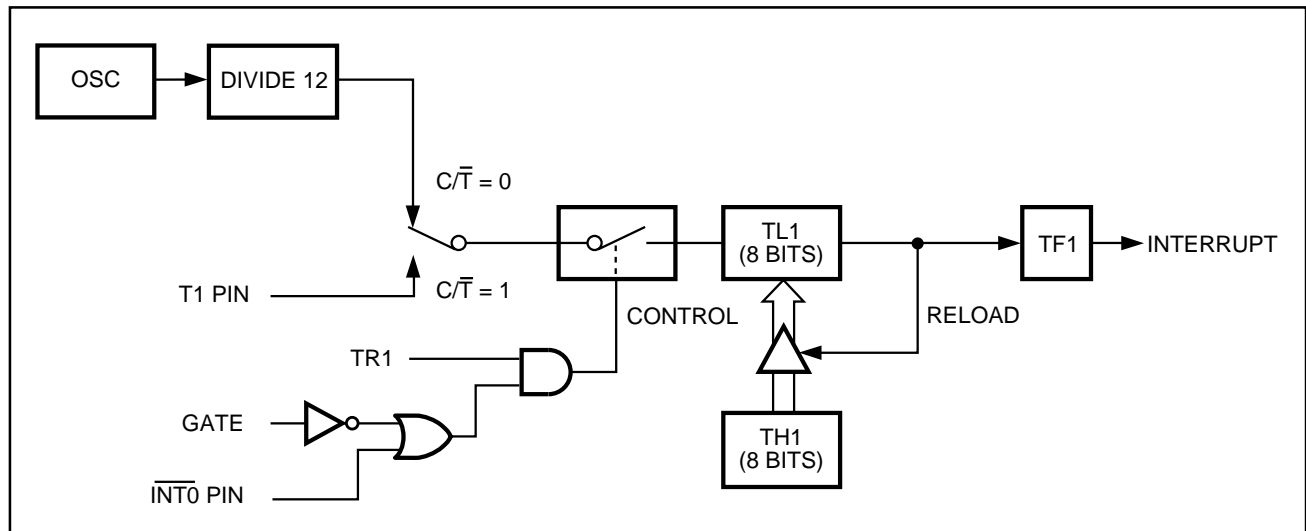 OSC
DIVIDE 12
C/T̅ = 0
T1 PIN
C/T̅ = 1
TL1
(8 BITS)
TF1
INTERRUPT
CONTROL
RELOAD
TR1
GATE
I̅N̅T̅0̅ PIN
TH1
(8 BITS)